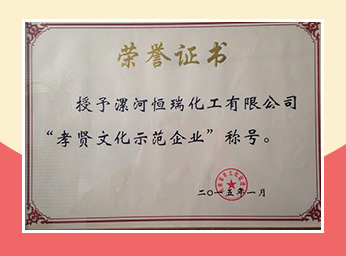 荣誉证书
授予漯河恒瑞化工有限公司
“孝贤文化示范企业”称号。
二〇一五年一月